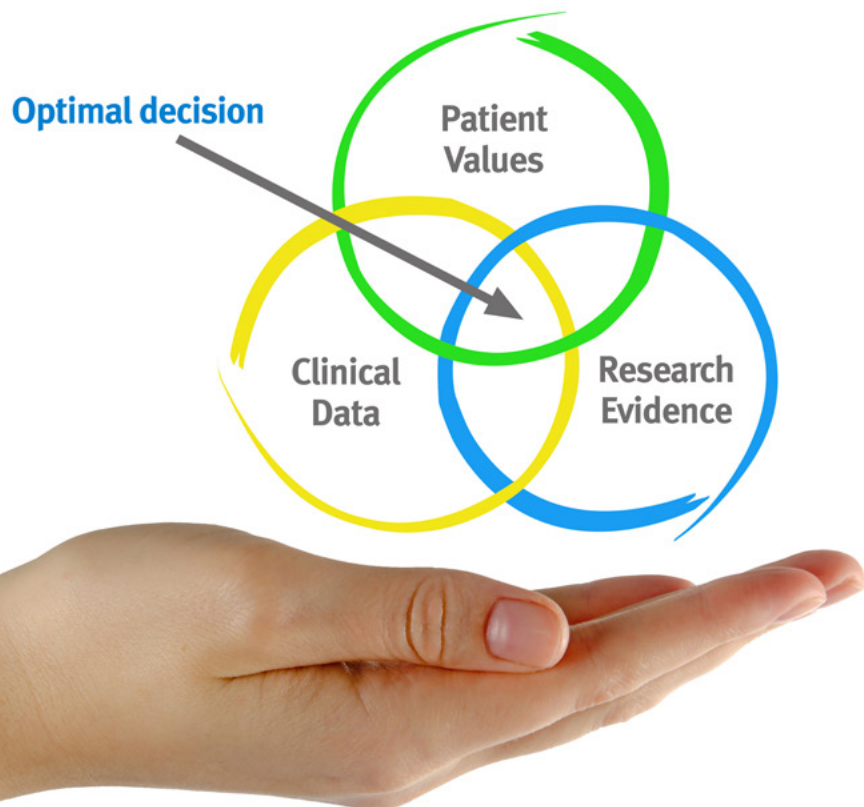 Optimal decision
Patient
Values
Clinical
Data
Research
Evidence